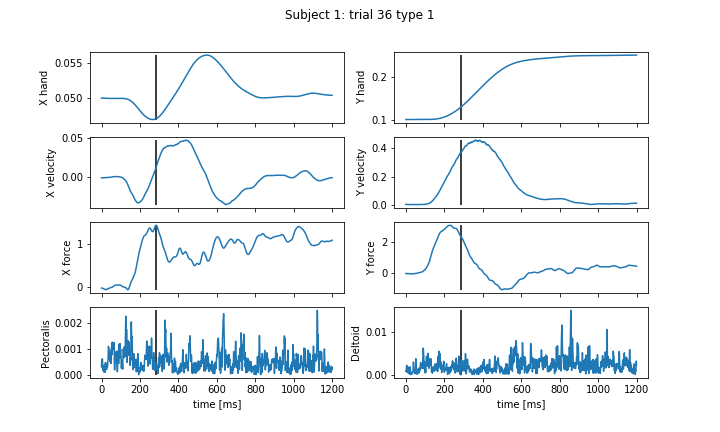 Subject 1: trial 36 type 1
X hand
0.055
0.050
Y hand
0.2
0.1
X velocity
0.05
0.00
Y velocity
0.4
0.2
0.0
X force
1
0
Y force
2
0
Pectoralis
0.002
0.001
0.000
0 200 400 600 800 1000 1200
time [ms]
Deltoid
0.01
0.00
0 200 400 600 800 1000 1200
time [ms]